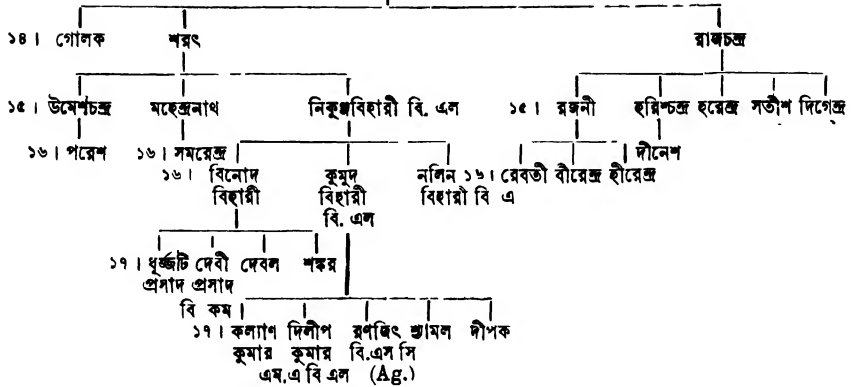 ১৪। গোলক শরৎ রাজচন্দ্র
১৫। উমেশচন্দ্র মহেন্দ্রনাথ নিকুঞ্জবিহারী বি. এল ১৫। রজনী হরিশ্চন্দ্র হরেন্দ্র সতীশ দিগেন্দ্র
১৬। পরেশ ১৬। সমরেন্দ্র দীনেশ
১৬। বিনোদ কুমুদ নলিন ১৬। রেবতী বীরেন্দ্র হীরেন্দ্র
বিহারী বিহারী বিহারী বি এ
বি. এল
১৭। ধূর্জ্জটি দেবী দেবল শঙ্কর
প্রসাদ প্রসাদ
বি কম
১৭। কল্যাণ দিলীপ রণজিৎ শ্যামল দীপক
কুমার কুমার বি.এস সি
এম.এ বি এল (Ag.)